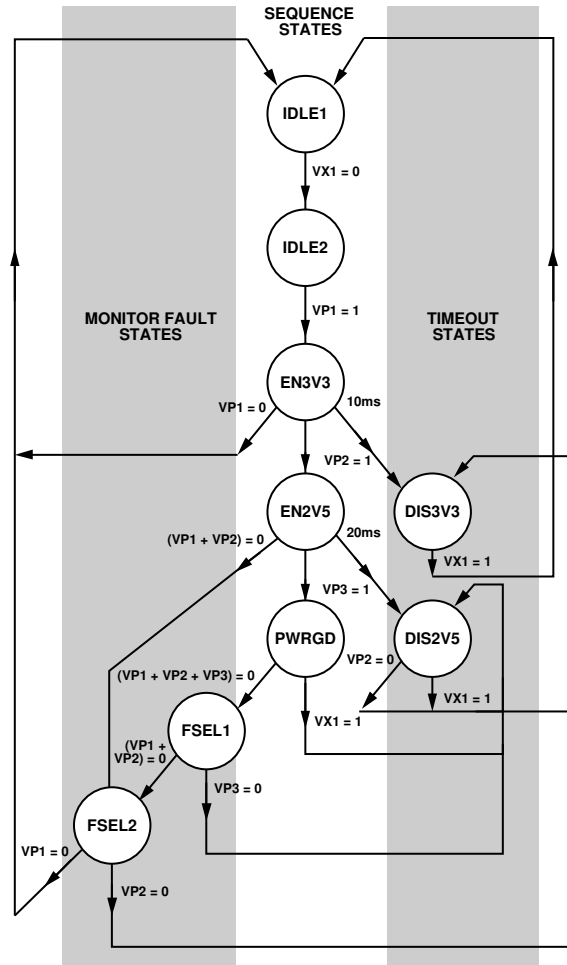 SEQUENCE
STATES
IDLE1
VX1 = 0
IDLE2
MONITOR FAULT
STATES
VP1 = 1
TIMEOUT
STATES
EN3V3
VP1 = 0
10ms
VP2 = 1
EN2V5
DIS3V3
(VP1 + VP2) = 0
20ms
VX1 = 1
VP3 = 1
PWRGD
DIS2V5
VP2 = 0
(VP1 + VP2 + VP3) = 0
VX1 = 1
FSEL1
VX1 = 1
(VP1 +
VP2) = 0
VP3 = 0
FSEL2
VP1 = 0
VP2 = 0